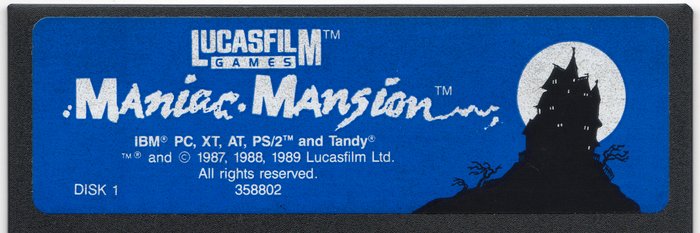 LUCASFILM™
GAMES
Maniac Mansion™
IBM® PC, XT, AT, PS/2™ and Tandy®
™® and © 1987, 1988, 1989 Lucasfilm Ltd.
All rights reserved.
DISK 1
358802